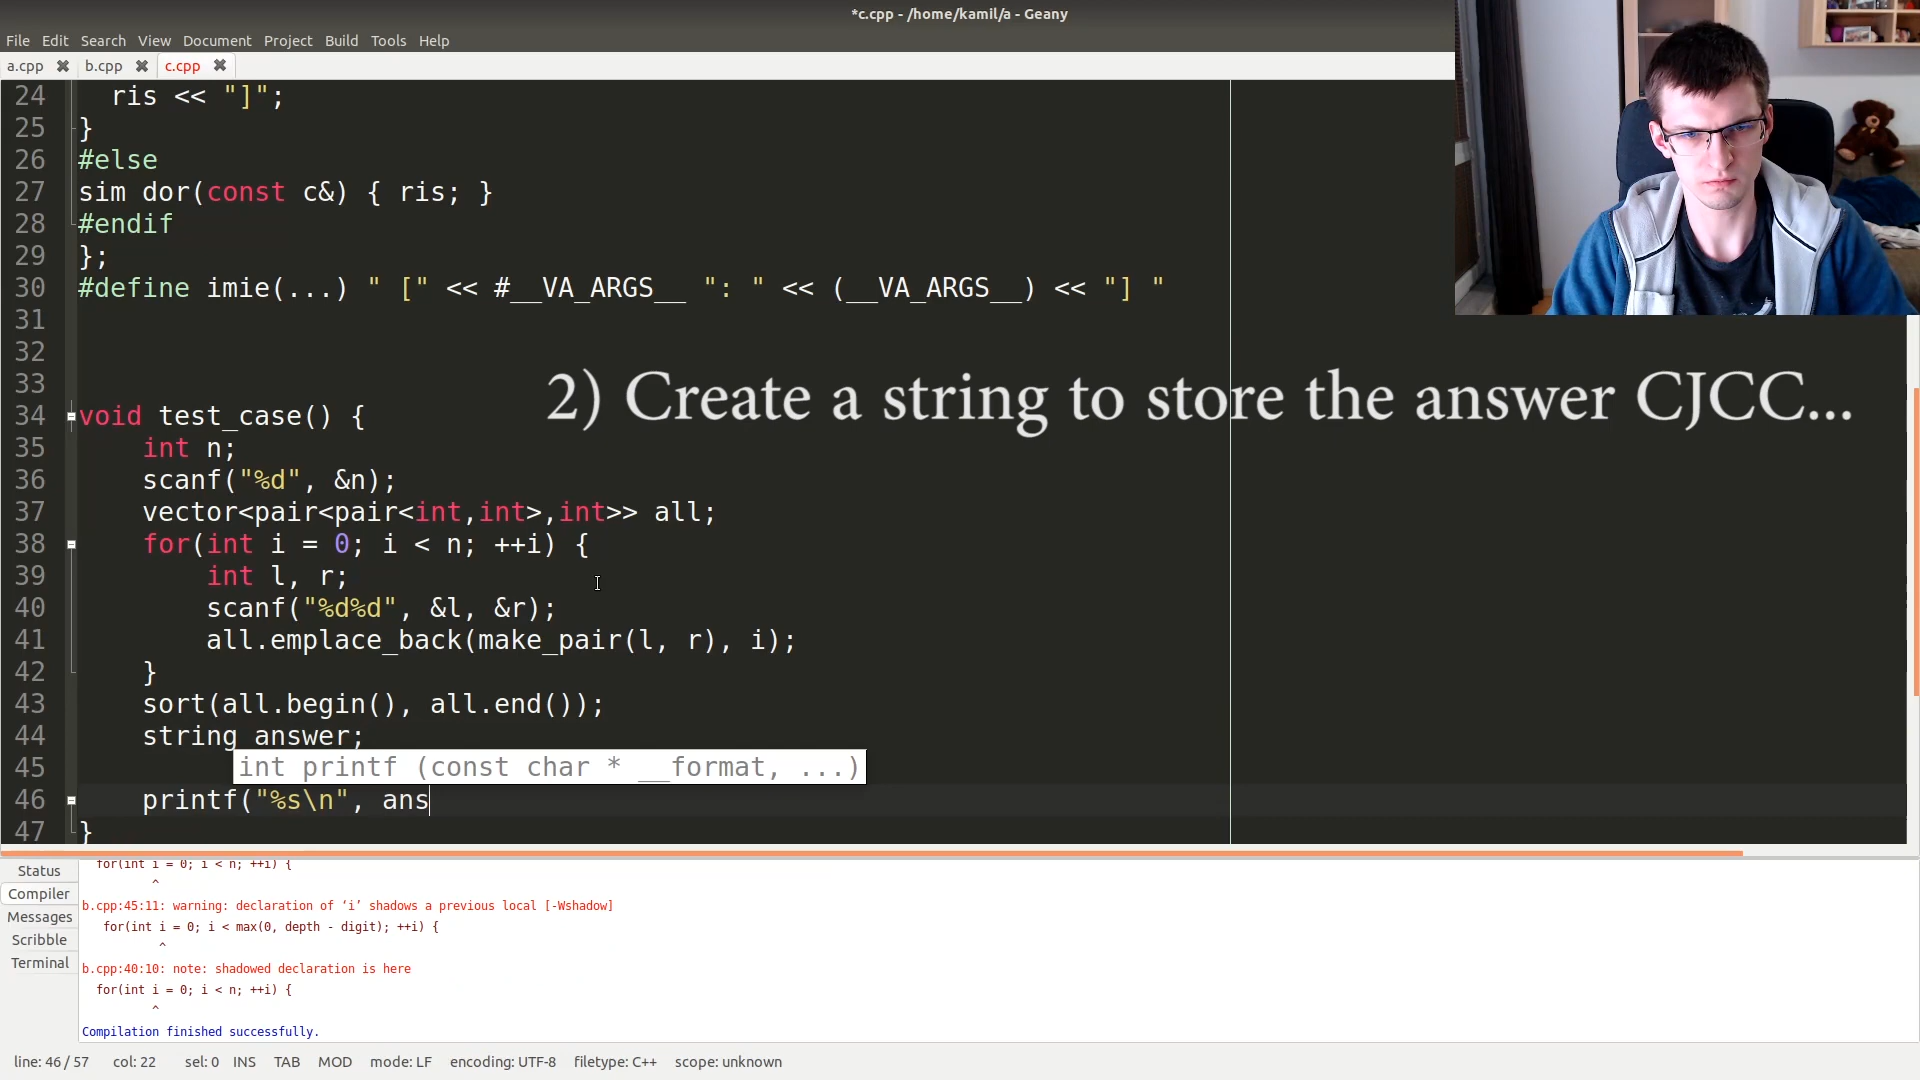 *c.cpp - /home/kamil/a - Geany
File Edit Search View Document Project Build Tools Help
a.cpp b.cpp c.cpp
24 ris << "]";
25 }
26 #else
27 sim dor(const c&) { ris; }
28 #endif
29 };
30 #define imie(...) " [" << #__VA_ARGS__ ": " << (__VA_ARGS__) << "] "
31
32
33
2) Create a string to store the answer CJCC...
34 void test_case() {
35 int n;
36 scanf("%d", &n);
37 vector<pair<pair<int,int>,int>> all;
38 for(int i = 0; i < n; ++i) {
39 int l, r;
40 scanf("%d%d", &l, &r);
41 all.emplace_back(make_pair(l, r), i);
42 }
43 sort(all.begin(), all.end());
44 string answer;
45 int printf (const char * __format, ...)
46 printf("%s\n", ans
47 }
Status
Compiler
Messages
Scribble
Terminal
for(int i = 0; i < n; ++i) {
^
b.cpp:45:11: warning: declaration of ‘i’ shadows a previous local [-Wshadow]
for(int i = 0; i < max(0, depth - digit); ++i) {
^
b.cpp:40:10: note: shadowed declaration is here
for(int i = 0; i < n; ++i) {
^
Compilation finished successfully.
line: 46 / 57 col: 22 sel: 0 INS TAB MOD mode: LF encoding: UTF-8 filetype: C++ scope: unknown